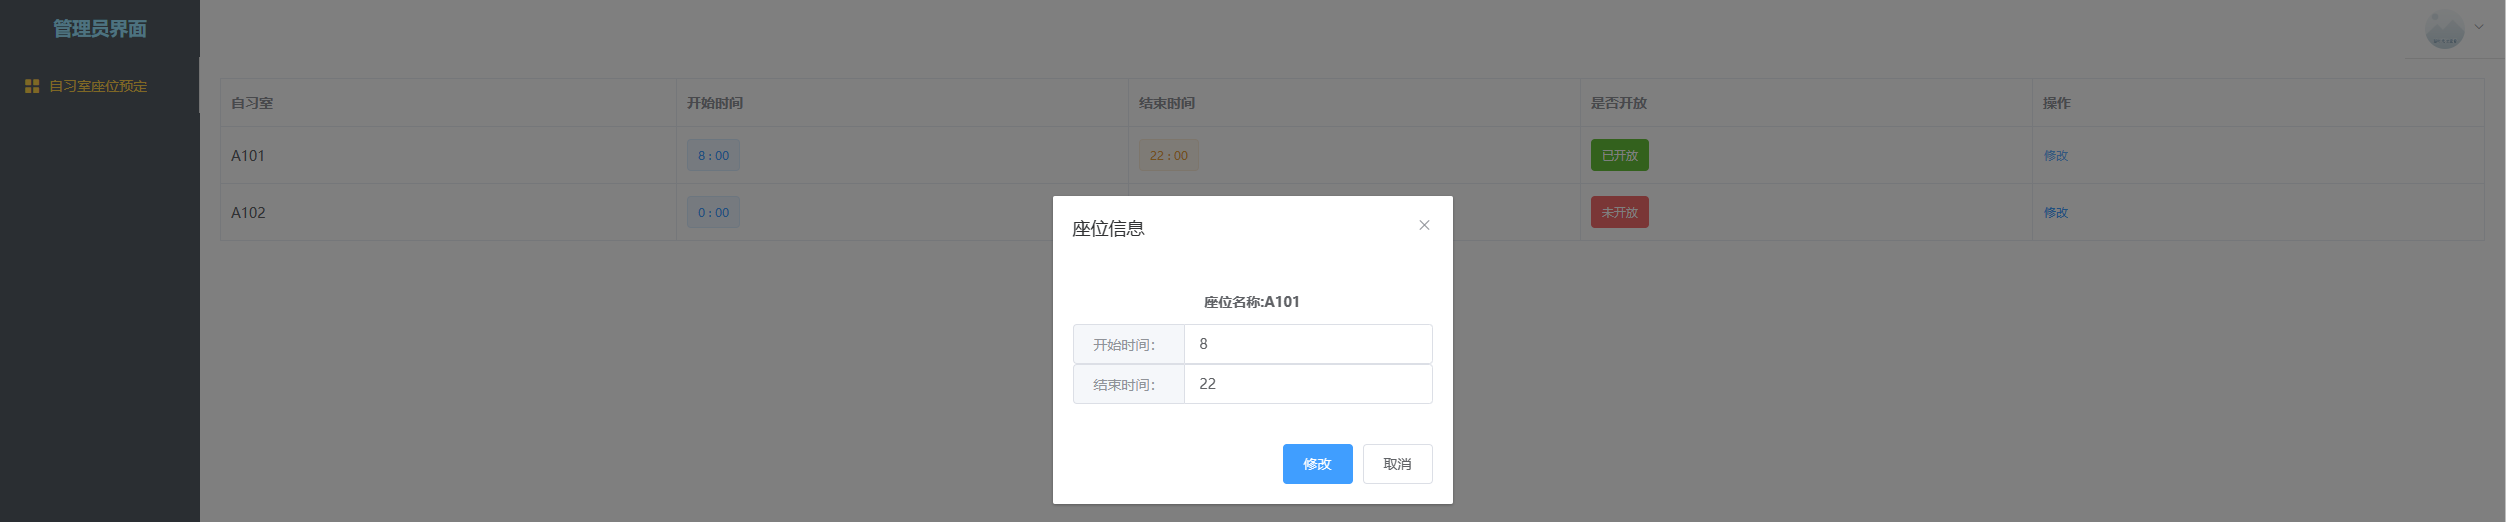 管理员界面
自习室座位预定
自习室 开始时间 结束时间 是否开放 操作
A101 8 : 00 22 : 00 已开放 修改
A102 0 : 00 未开放 修改
座位信息
座位名称:A101
开始时间： 8
结束时间： 22
修改 取消